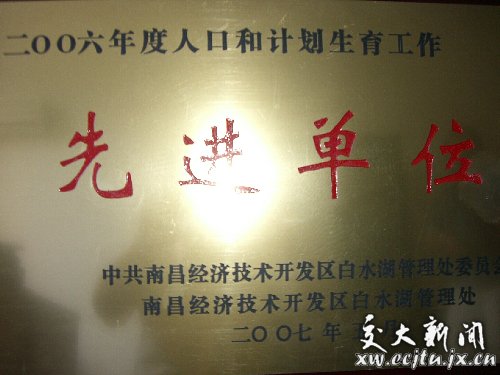 二〇〇六年度人口和计划生育工作
先进单位
中共南昌经济技术开发区白水湖管理处委员会
南昌经济技术开发区白水湖管理处
二〇〇七年
交大新闻
xw.ecjtu.jx.cn